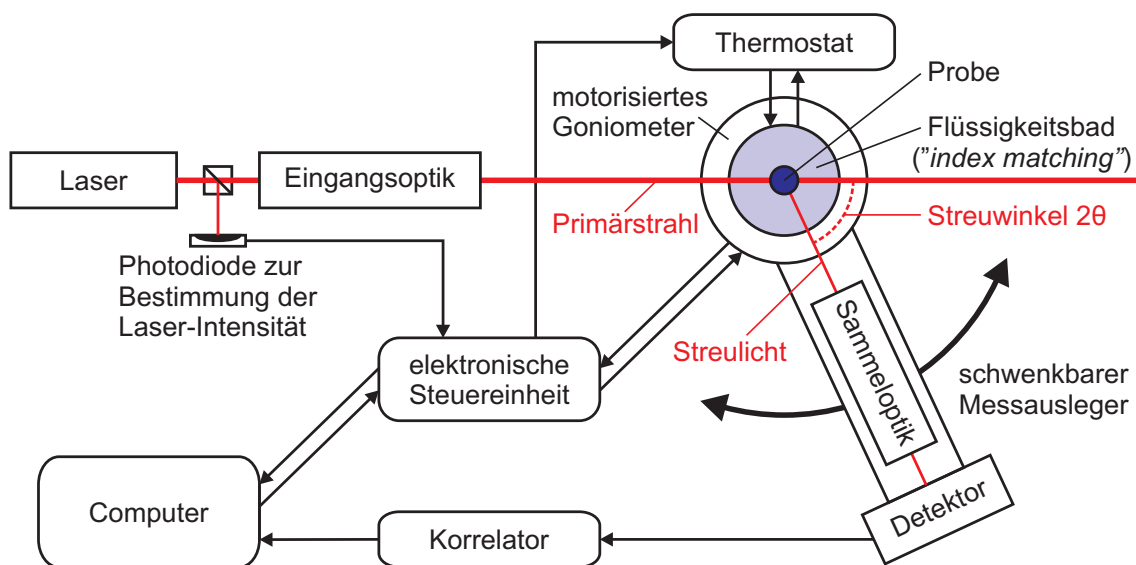 Thermostat
Probe
motorisiertes
Goniometer
Flüssigkeitsbad
("index matching")
Laser
Eingangsoptik
Primärstrahl
Streuwinkel 2θ
Photodiode zur
Bestimmung der
Laser-Intensität
Streulicht
Sammeloptik
elektronische
Steuereinheit
schwenkbarer
Messausleger
Computer
Korrelator
Detektor